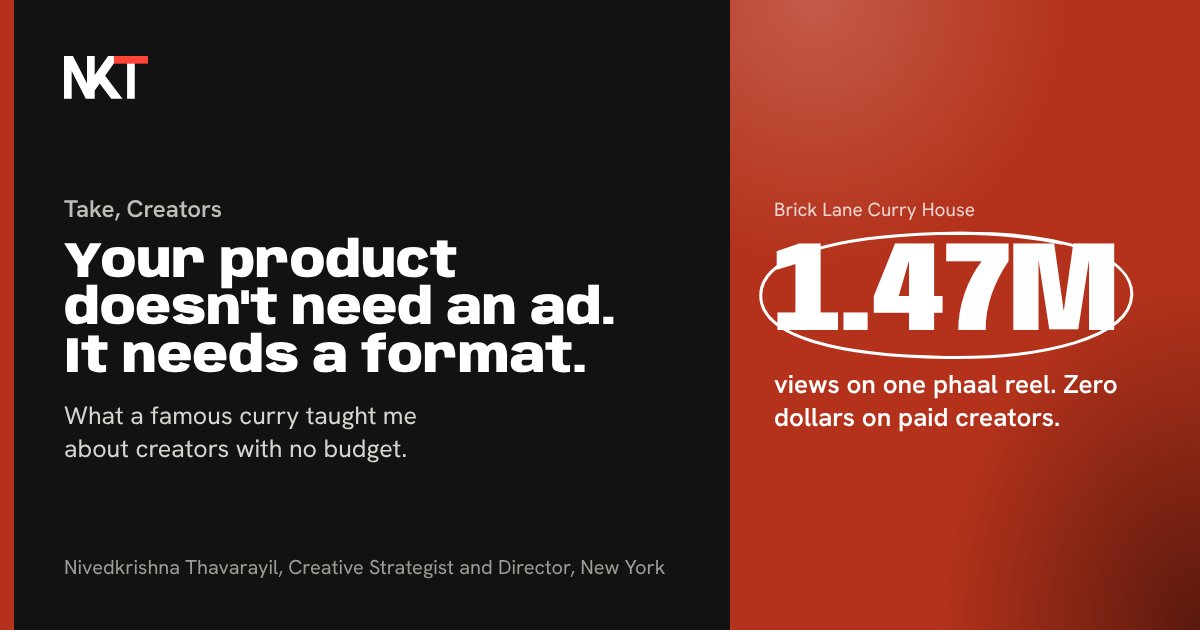 NKT
Take, Creators
Your product
doesn't need an ad.
It needs a format.
What a famous curry taught me
about creators with no budget.
Nivedkrishna Thavarayil, Creative Strategist and Director, New York
Brick Lane Curry House
1.47M
views on one phaal reel. Zero
dollars on paid creators.